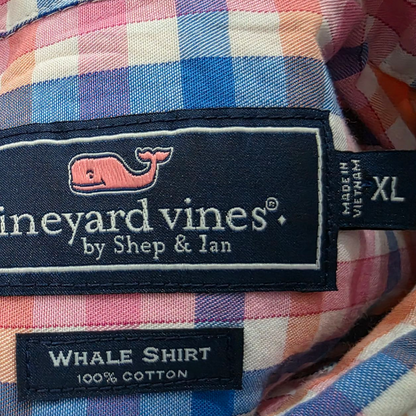 ineyard vines®.
by Shep & Ian
MADE IN
VIETNAM
XL
WHALE SHIRT
100% COTTON